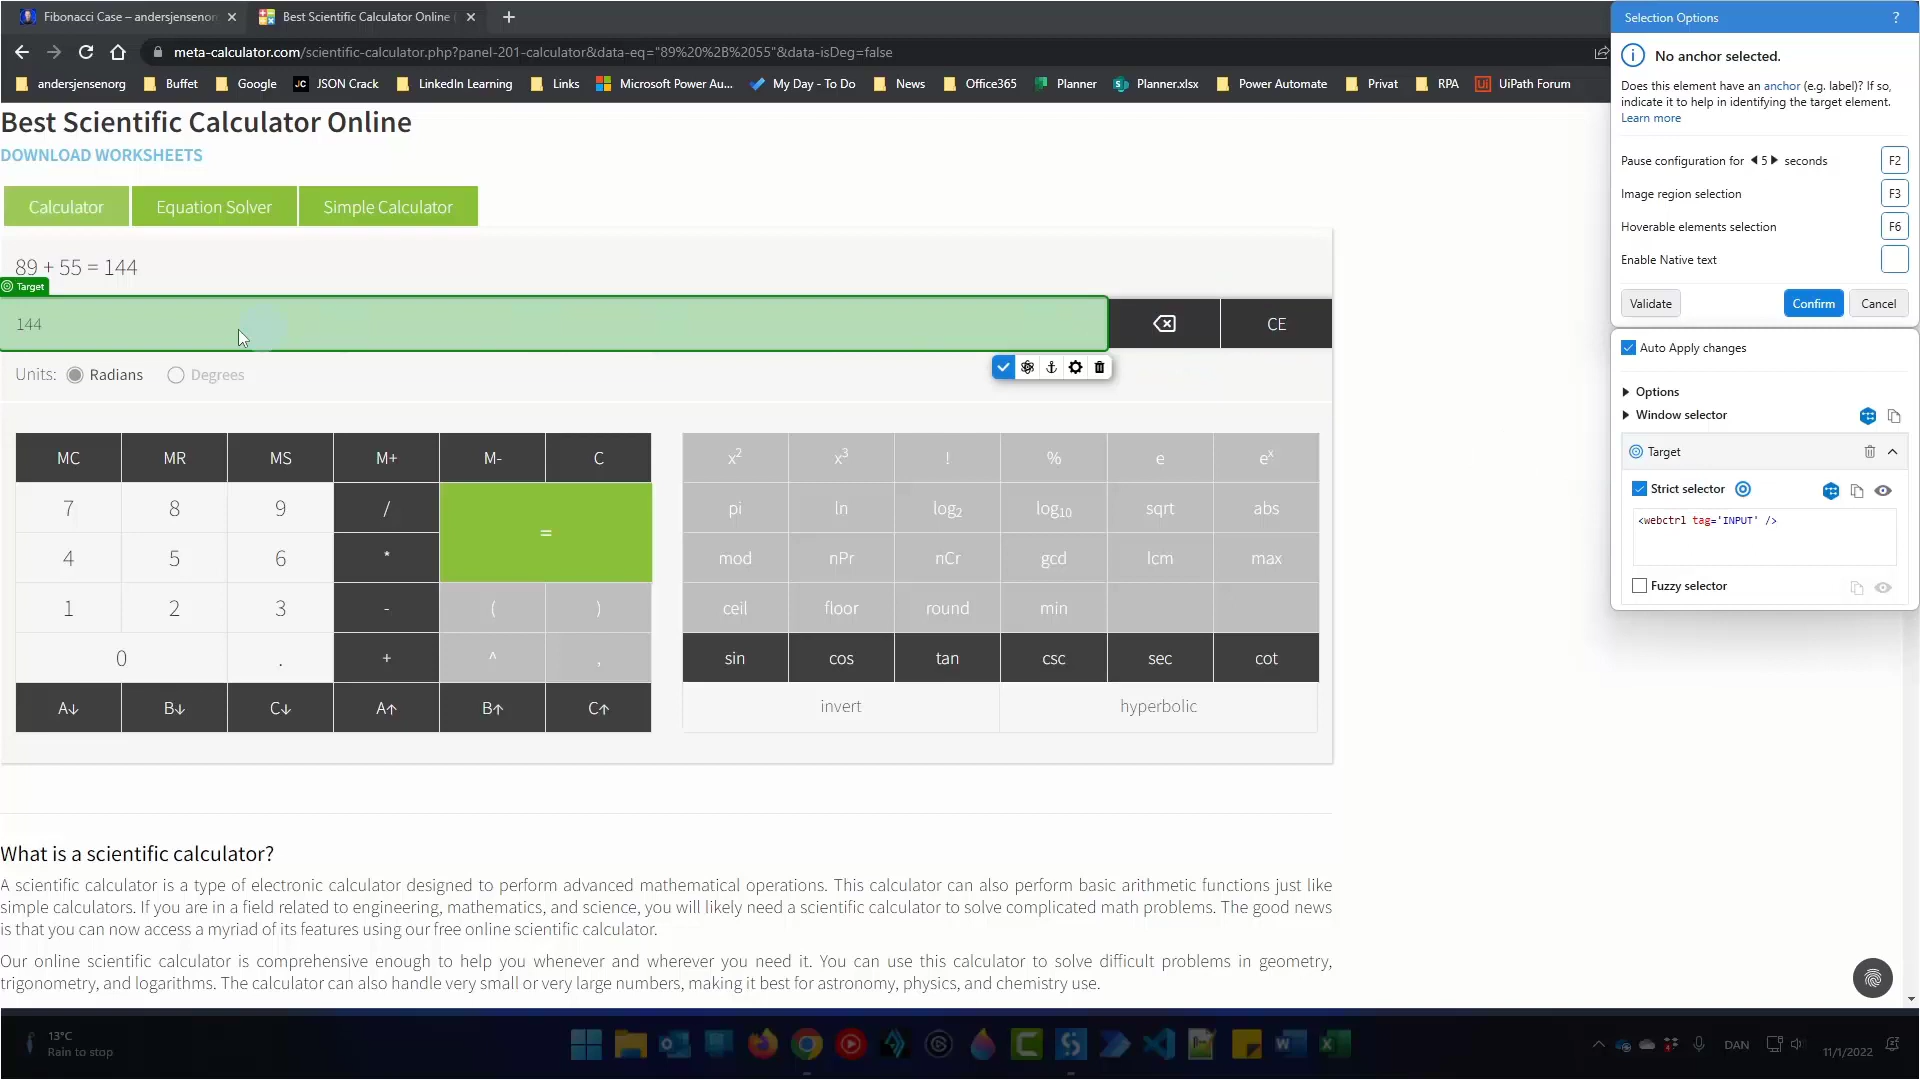 Fibonacci Case – andersjensenor
Best Scientific Calculator Online (
meta-calculator.com/scientific-calculator.php?panel-201-calculator&data-eq="89%20%2B%2055"&data-isDeg=false
andersjensenorg Buffet Google JC JSON Crack LinkedIn Learning Links Microsoft Power Au... My Day - To Do News Office365 Planner Planner.xlsx Power Automate Privat RPA Ui UiPath Forum
Best Scientific Calculator Online
DOWNLOAD WORKSHEETS
Calculator Equation Solver Simple Calculator
89 + 55 = 144
Target
144 CE
Units: Radians Degrees
MC MR MS M+ M- C
7 8 9 / =
4 5 6 *
1 2 3 - ( )
0 . + ^ ,
A↓ B↓ C↓ A↑ B↑ C↑
x² x³ ! % e eˣ
pi ln log₂ log₁₀ sqrt abs
mod nPr nCr gcd lcm max
ceil floor round min
sin cos tan csc sec cot
invert hyperbolic
What is a scientific calculator?
A scientific calculator is a type of electronic calculator designed to perform advanced mathematical operations. This calculator can also perform basic arithmetic functions just like
simple calculators. If you are in a field related to engineering, mathematics, and science, you will likely need a scientific calculator to solve complicated math problems. The good news
is that you can now access a myriad of its features using our free online scientific calculator.
Our online scientific calculator is comprehensive enough to help you whenever and wherever you need it. You can use this calculator to solve difficult problems in geometry,
trigonometry, and logarithms. The calculator can also handle very small or very large numbers, making it best for astronomy, physics, and chemistry use.
Selection Options ?
No anchor selected.
Does this element have an anchor (e.g. label)? If so,
indicate it to help in identifying the target element.
Learn more
Pause configuration for 5 seconds F2
Image region selection F3
Hoverable elements selection F6
Enable Native text
Validate Confirm Cancel
Auto Apply changes
Options
Window selector
Target
Strict selector
<webctrl tag='INPUT' />
Fuzzy selector
13°C
Rain to stop
DAN
11/1/2022